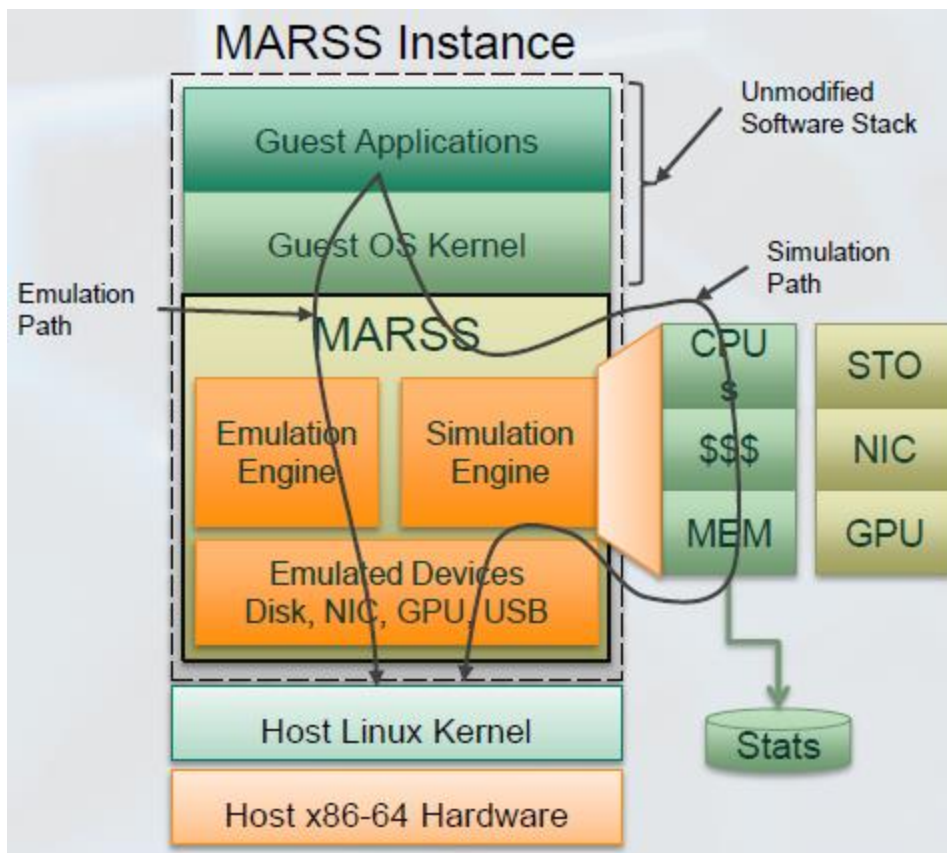 MARSS Instance
Unmodified
Software Stack
Guest Applications
Guest OS Kernel
Simulation
Path
Emulation
Path
MARSS
CPU
s
$$$
MEM
STO
NIC
GPU
Emulation
Engine
Simulation
Engine
Emulated Devices
Disk, NIC, GPU, USB
Host Linux Kernel
Stats
Host x86-64 Hardware